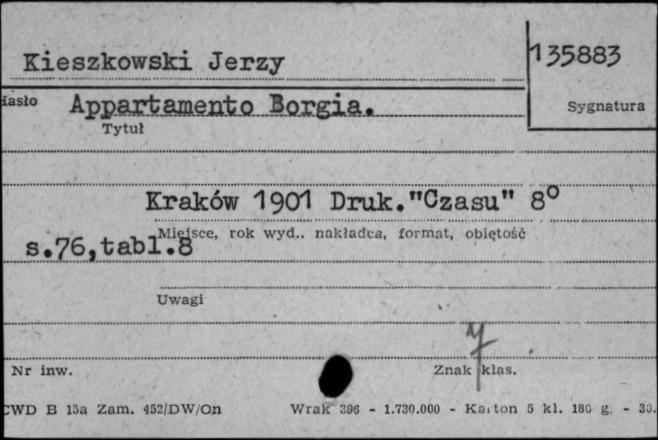 Kieszkowski Jerzy
135883
Hasło Appartamento Borgia.
Sygnatura
Tytuł
Kraków 1901 Druk."Czasu" 8°
Miejsce, rok wyd., nakładca, format, objętość
s.76,tabl.8
Uwagi
7
Nr inw.
Znak klas.
CWD B 15a Zam. 452/DW/On Wrak 396 - 1.730.000 - Karton 5 kl. 180 g. - 30.